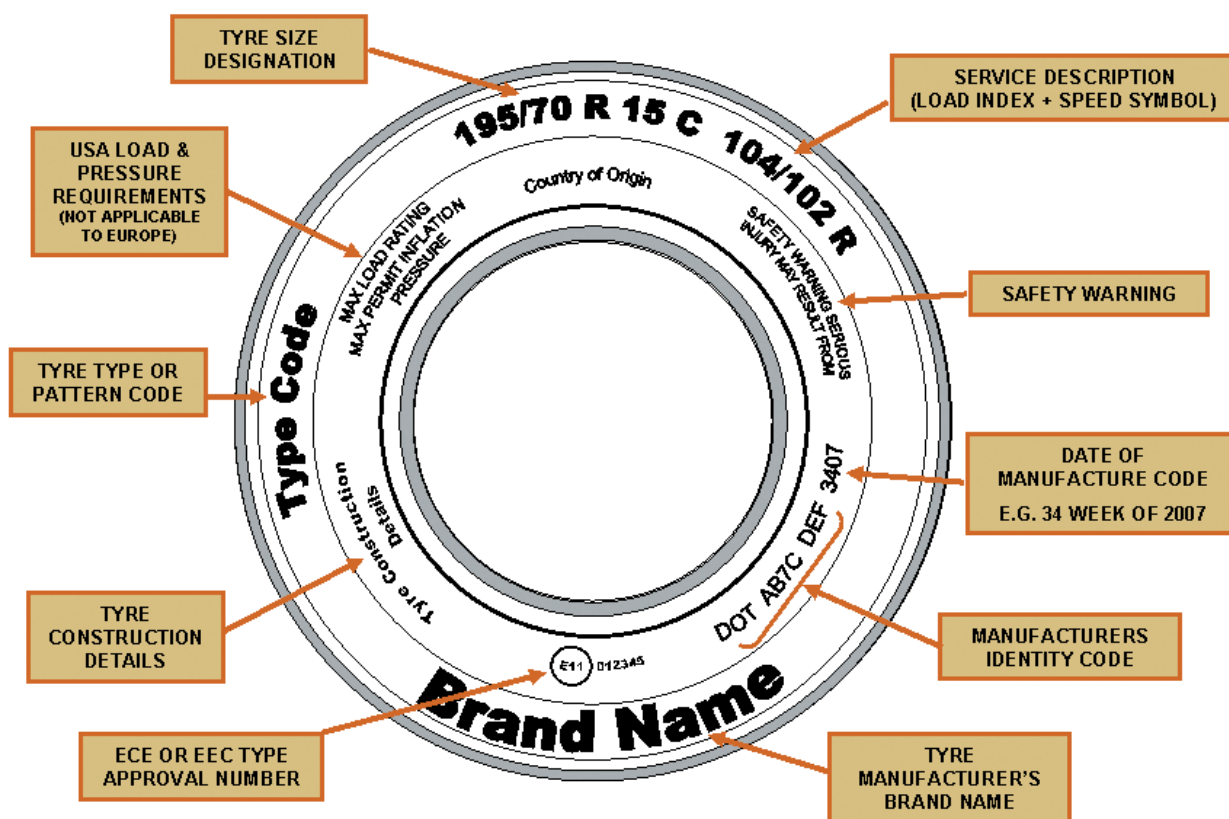 TYRE SIZE
DESIGNATION
SERVICE DESCRIPTION
(LOAD INDEX + SPEED SYMBOL)
195/70 R 15 C 104/102 R
USA LOAD &
PRESSURE
REQUIREMENTS
(NOT APPLICABLE
TO EUROPE)
Country of Origin
MAX LOAD RATING
MAX PERMIT INFLATION
PRESSURE
SAFETY WARNING SERIOUS
INJURY MAY RESULT FROM
SAFETY WARNING
TYRE TYPE OR
PATTERN CODE
Type Code
DATE OF
MANUFACTURE CODE
E.G. 34 WEEK OF 2007
Tyre Construction
Details
DOT AB7C DEF 3407
TYRE
CONSTRUCTION
DETAILS
MANUFACTURERS
IDENTITY CODE
E11 012345
Brand Name
ECE OR EEC TYPE
APPROVAL NUMBER
TYRE
MANUFACTURER'S
BRAND NAME